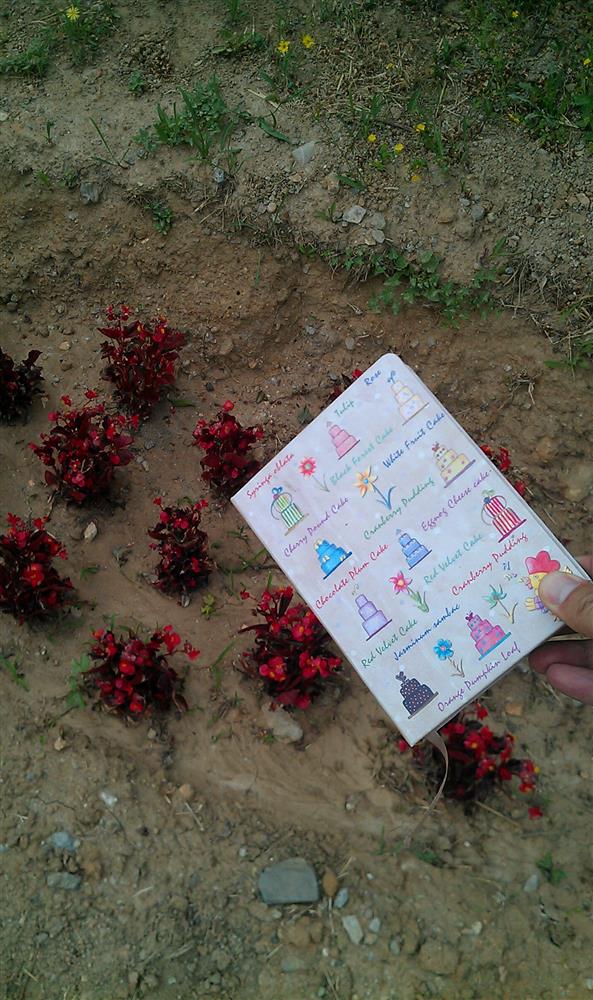 Syringa oblata
Tulip
Rose
Black Forest Cake
White Fruit Cake
Cherry Pound Cake
Cranberry Pudding
Eggnog Cheese cake
Chocolate Plum Cake
Red Velvet Cake
Cranberry Pudding
Red Velvet Cake
Jasminum sambac
Orange Pumpkin Loaf